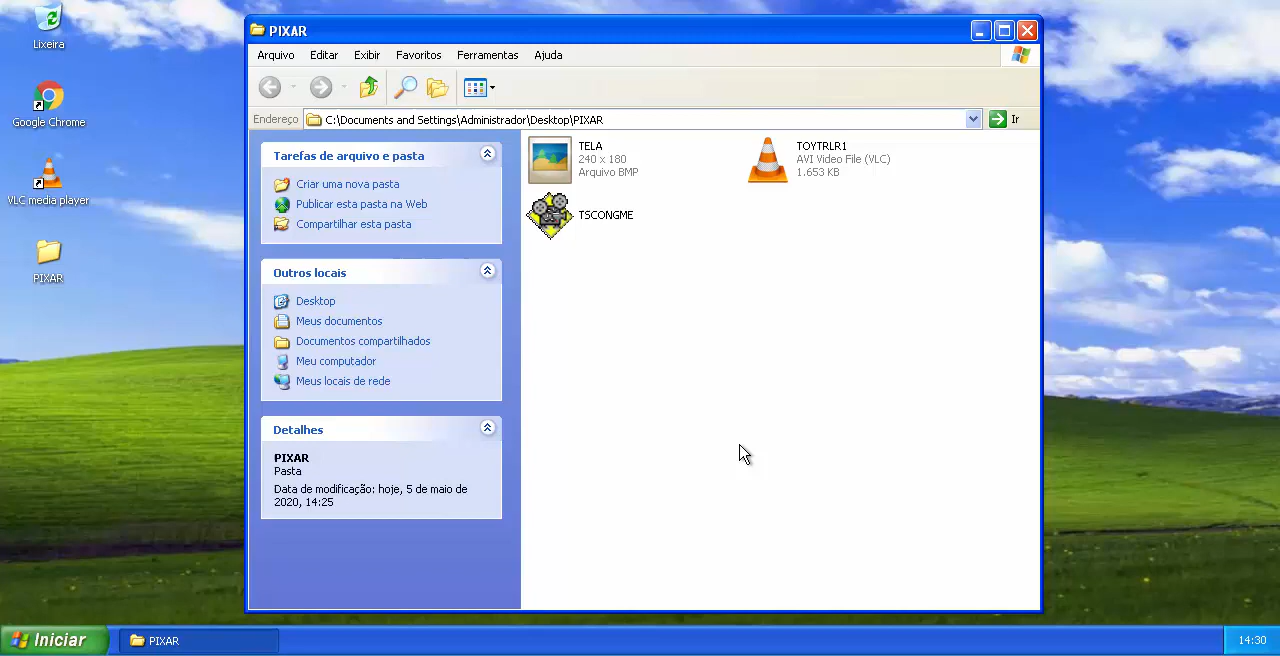 Lixeira
Google Chrome
VLC media player
PIXAR
PIXAR
Arquivo Editar Exibir Favoritos Ferramentas Ajuda
Endereço C:\Documents and Settings\Administrador\Desktop\PIXAR Ir
Tarefas de arquivo e pasta
Criar uma nova pasta
Publicar esta pasta na Web
Compartilhar esta pasta
Outros locais
Desktop
Meus documentos
Documentos compartilhados
Meu computador
Meus locais de rede
Detalhes
PIXAR
Pasta
Data de modificação: hoje, 5 de maio de
2020, 14:25
TELA
240 x 180
Arquivo BMP
TOYTRLR1
AVI Video File (VLC)
1.653 KB
TSCONGME
Iniciar
PIXAR
14:30